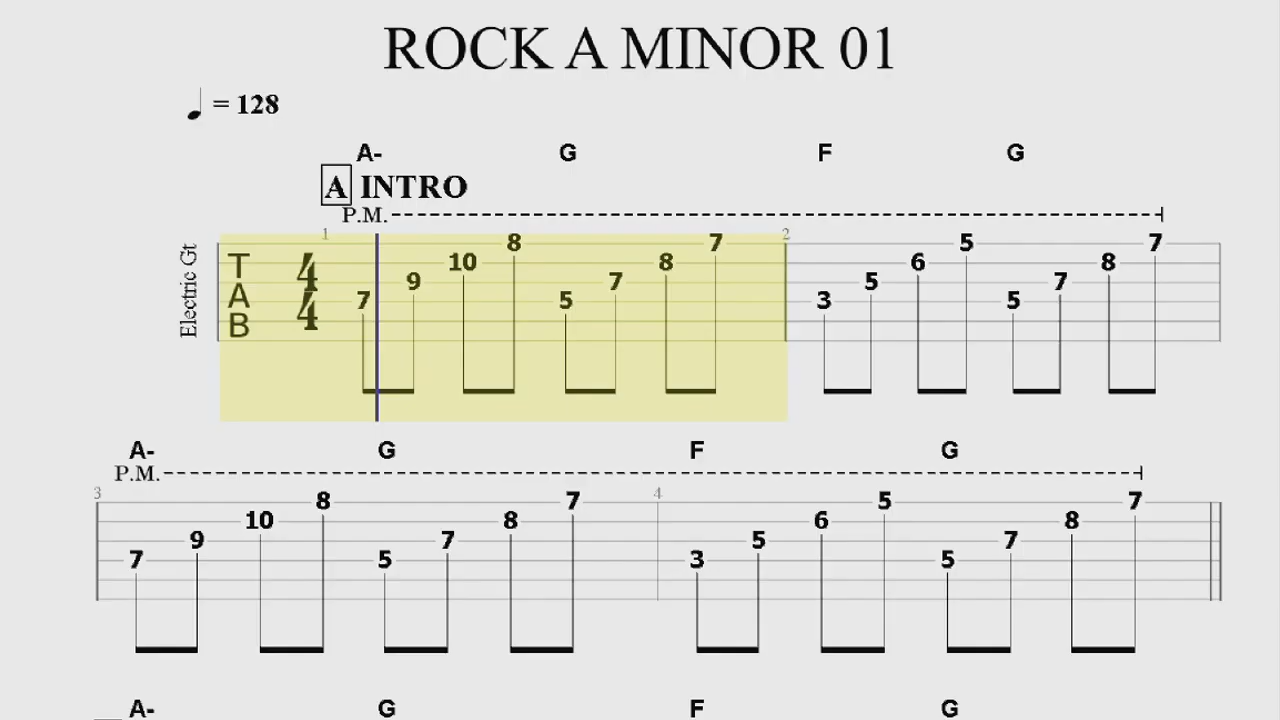 ROCK A MINOR 01
♩ = 128
A- G F G
A INTRO
P.M.
1 2
Electric Gt
T A B
4 4
7 9 10 8 5 7 8 7 3 5 6 5 5 7 8 7
A- G F G
P.M.
3 4
7 9 10 8 5 7 8 7 3 5 6 5 5 7 8 7
A- G F G